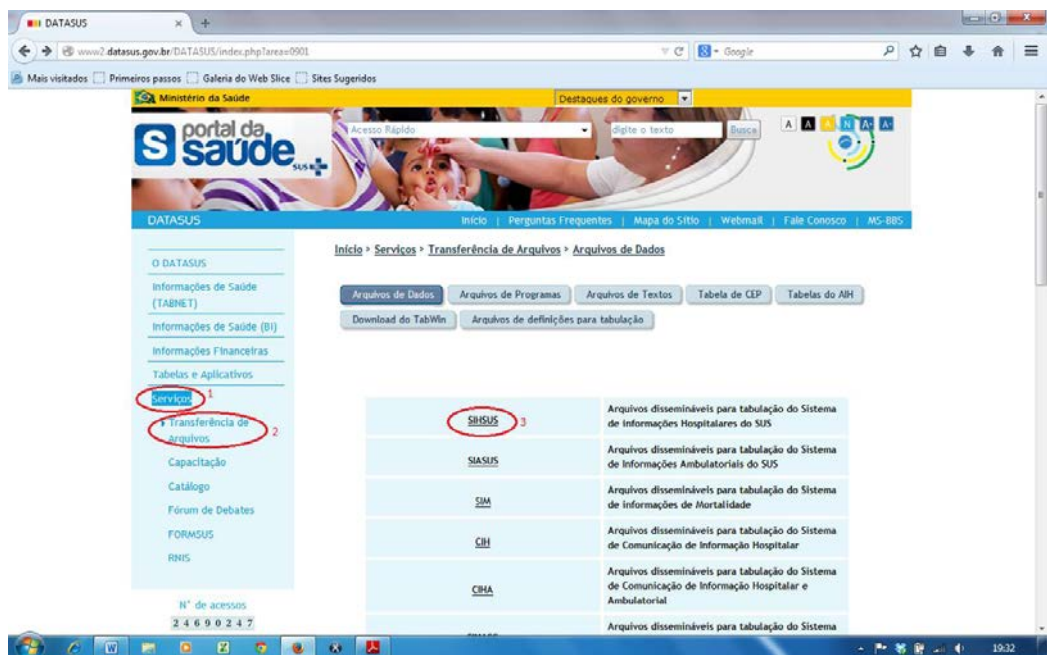 DATASUS
www2.datasus.gov.br/DATASUS/index.php?area=0901
Google
Mais visitados
Primeiros passos
Galeria do Web Slice
Sites Sugeridos
Ministério da Saúde
Destaques do governo
portal da
saúde
SUS
Acesso Rápido
digite o texto
Busca
A A A N A+ A-
DATASUS
Início | Perguntas Frequentes | Mapa do Sítio | Webmail | Fale Conosco | MS-BBS
Início > Serviços > Transferência de Arquivos > Arquivos de Dados
O DATASUS
Informações de Saúde
(TABNET)
Informações de Saúde (BI)
Informações Financeiras
Tabelas e Aplicativos
Serviços 1
Transferência de
Arquivos 2
Capacitação
Catálogo
Fórum de Debates
FORMSUS
RNIS
N° de acessos
24690247
Arquivos de Dados
Arquivos de Programas
Arquivos de Textos
Tabela de CEP
Tabelas do AIH
Download do TabWin
Arquivos de definições para tabulação
SIHSUS 3
Arquivos dissemináveis para tabulação do Sistema
de Informações Hospitalares do SUS
SIASUS
Arquivos dissemináveis para tabulação do Sistema
de Informações Ambulatoriais do SUS
SIM
Arquivos dissemináveis para tabulação do Sistema
de informações de Mortalidade
CIH
Arquivos dissemináveis para tabulação do Sistema
de Comunicação de Informação Hospitalar
CIHA
Arquivos dissemináveis para tabulação do Sistema
de Comunicação de Informação Hospitalar e
Ambulatorial
Arquivos dissemináveis para tabulação do Sistema
19:32